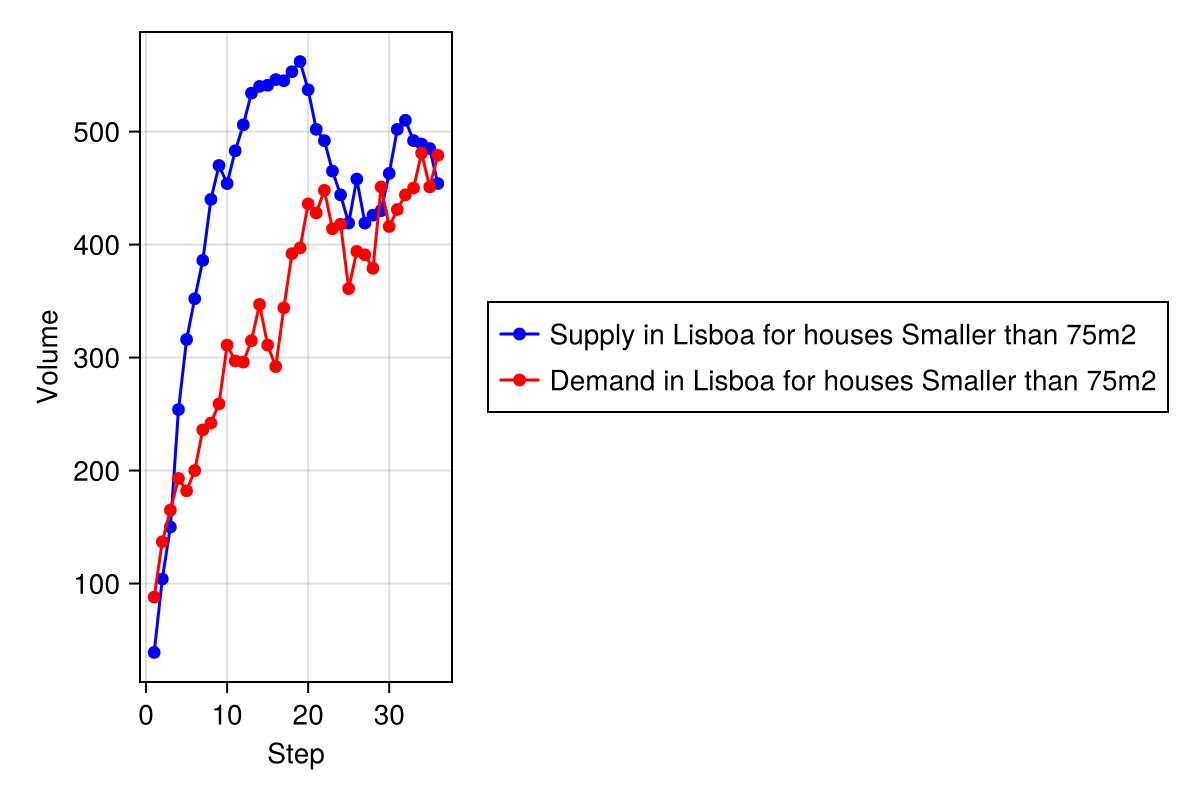 500
400
300
200
100
Volume
0 10 20 30
Step
Supply in Lisboa for houses Smaller than 75m2
Demand in Lisboa for houses Smaller than 75m2